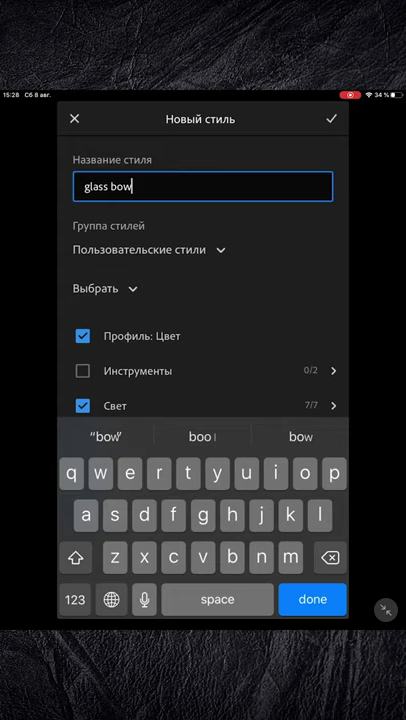 15:28 Сб 8 авг. 34 %
Новый стиль
Название стиля
glass bow
Группа стилей
Пользовательские стили
Выбрать
Профиль: Цвет
Инструменты 0/2
Свет 7/7
“bow” boo bow
q w e r t y u i o p
a s d f g h j k l
z x c v b n m
123 space done